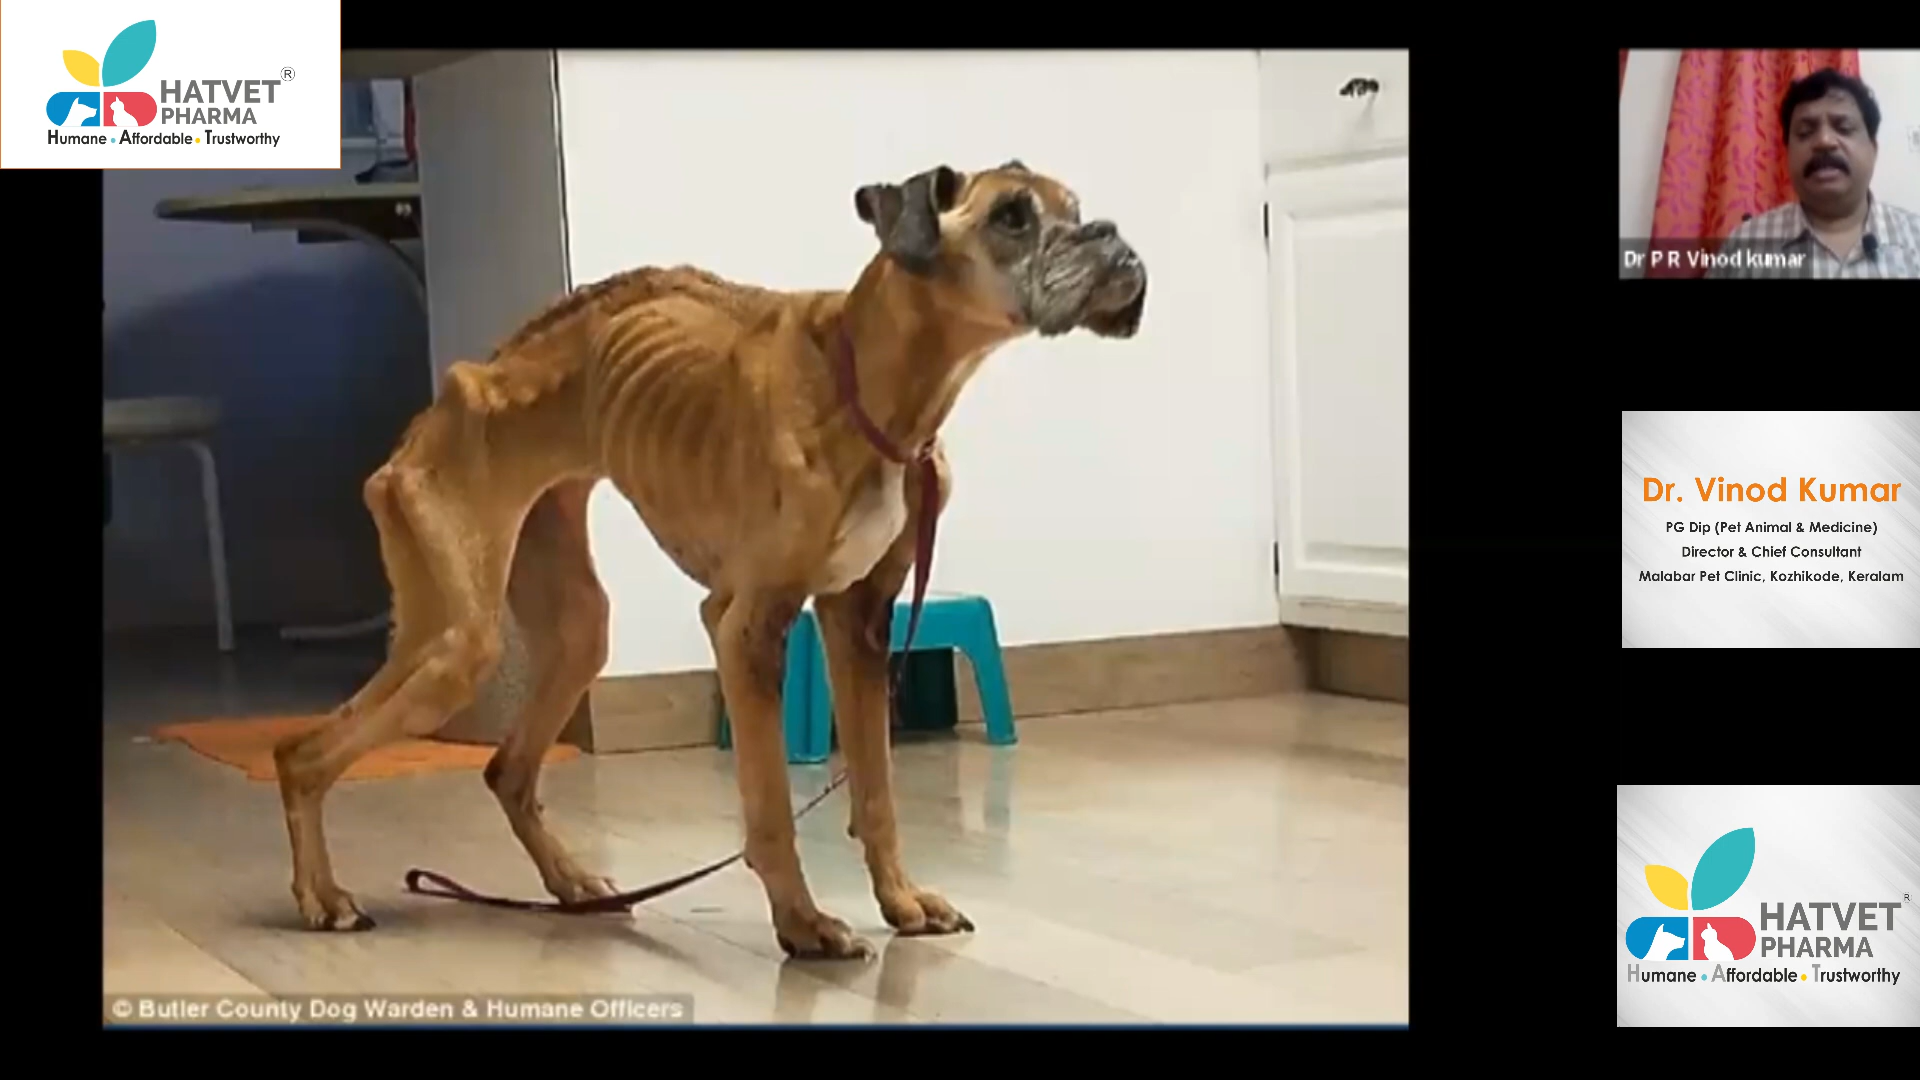 HATVET®
PHARMA
Humane • Affordable • Trustworthy
© Butler County Dog Warden & Humane Officers
Dr P R Vinod kumar
Dr. Vinod Kumar
PG Dip (Pet Animal & Medicine)
Director & Chief Consultant
Malabar Pet Clinic, Kozhikode, Keralam
HATVET®
PHARMA
Humane • Affordable • Trustworthy